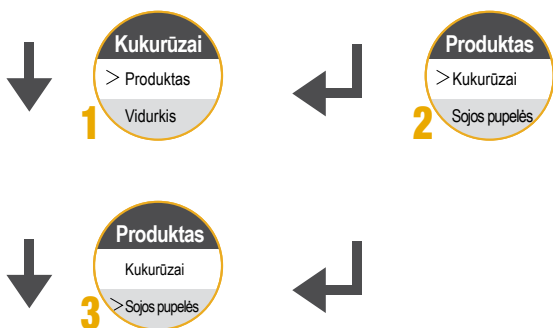 Kukurūzai
> Produktas
Vidurkis
1
Produktas
> Kukurūzai
Sojos pupelės
2
Produktas
Kukurūzai
> Sojos pupelės
3